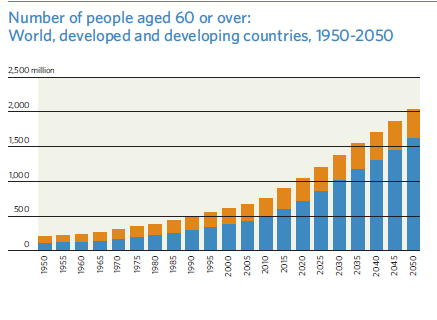 Number of people aged 60 or over:
World, developed and developing countries, 1950-2050
2,500 million
2,000
1,500
1,000
500
0
1950 1955 1960 1965 1970 1975 1980 1985 1990 1995 2000 2005 2010 2015 2020 2025 2030 2035 2040 2045 2050